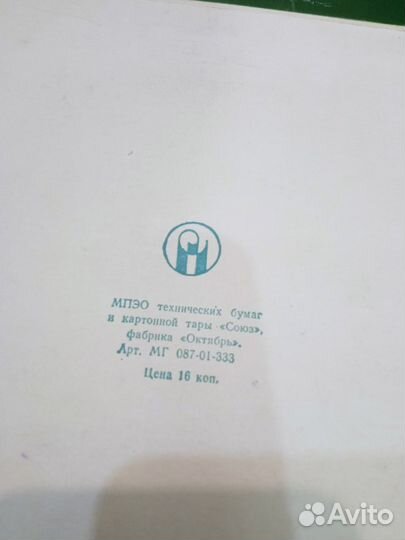 МПЭО технических бумаг
и картонной тары «Союз»,
фабрика «Октябрь».
Арт. МГ 087-01-333
Цена 16 коп.
Avito